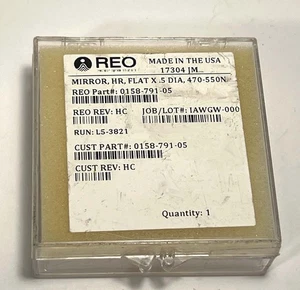 REO MADE IN THE USA
17304 JM
MIRROR, HR, FLAT X .5 DIA, 470-550N
REO Part#: 0158-791-05
REO REV: HC JOB/LOT#: IAWGW-000
RUN: L5-3821
CUST PART#: 0158-791-05
CUST REV: HC
Quantity: 1